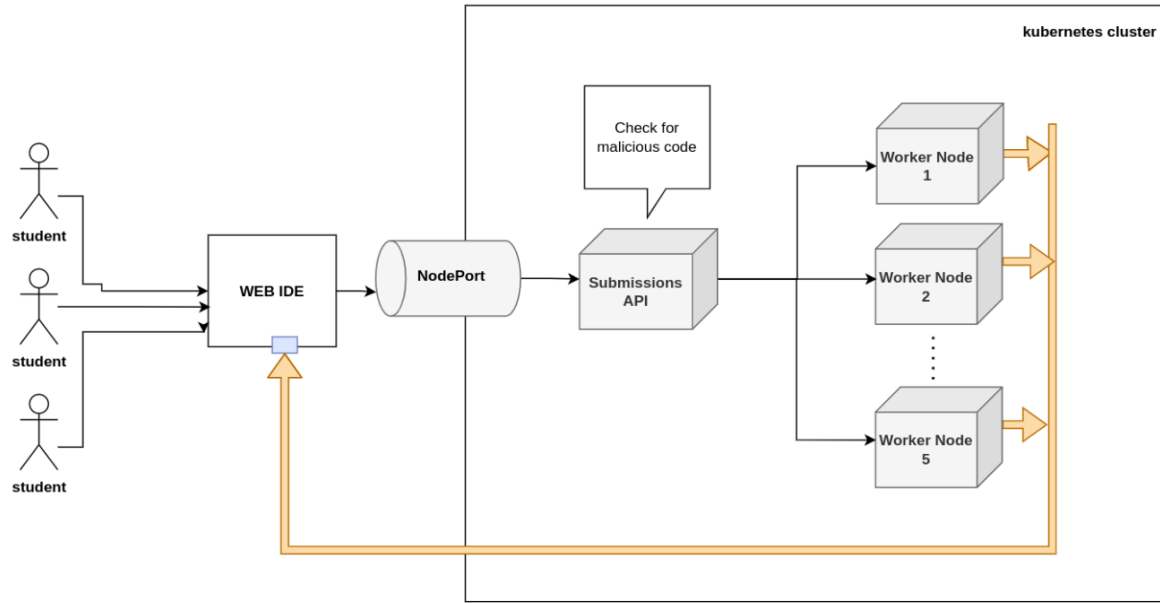 kubernetes cluster
Check for
malicious code
student
student
student
WEB IDE
NodePort
Submissions
API
Worker Node
1
Worker Node
2
Worker Node
5